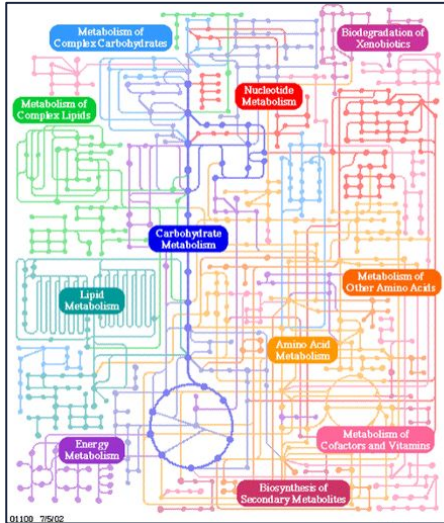 Metabolism of
Complex Carbohydrates
Biodegradation of
Xenobiotics
Nucleotide
Metabolism
Metabolism of
Complex Lipids
Carbohydrate
Metabolism
Metabolism of
Other Amino Acids
Lipid
Metabolism
Amino Acid
Metabolism
Metabolism of
Cofactors and Vitamins
Energy
Metabolism
Biosynthesis of
Secondary Metabolites
01100 7/5/02